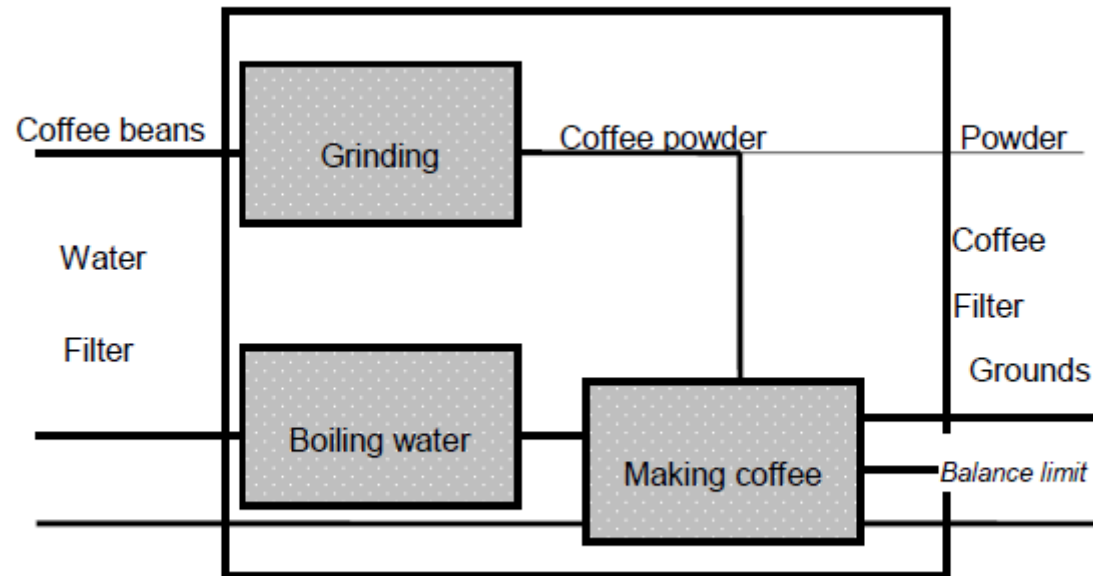 Coffee beans
Grinding
Coffee powder
Powder
Water
Coffee
Filter
Filter
Grounds
Boiling water
Making coffee
Balance limit